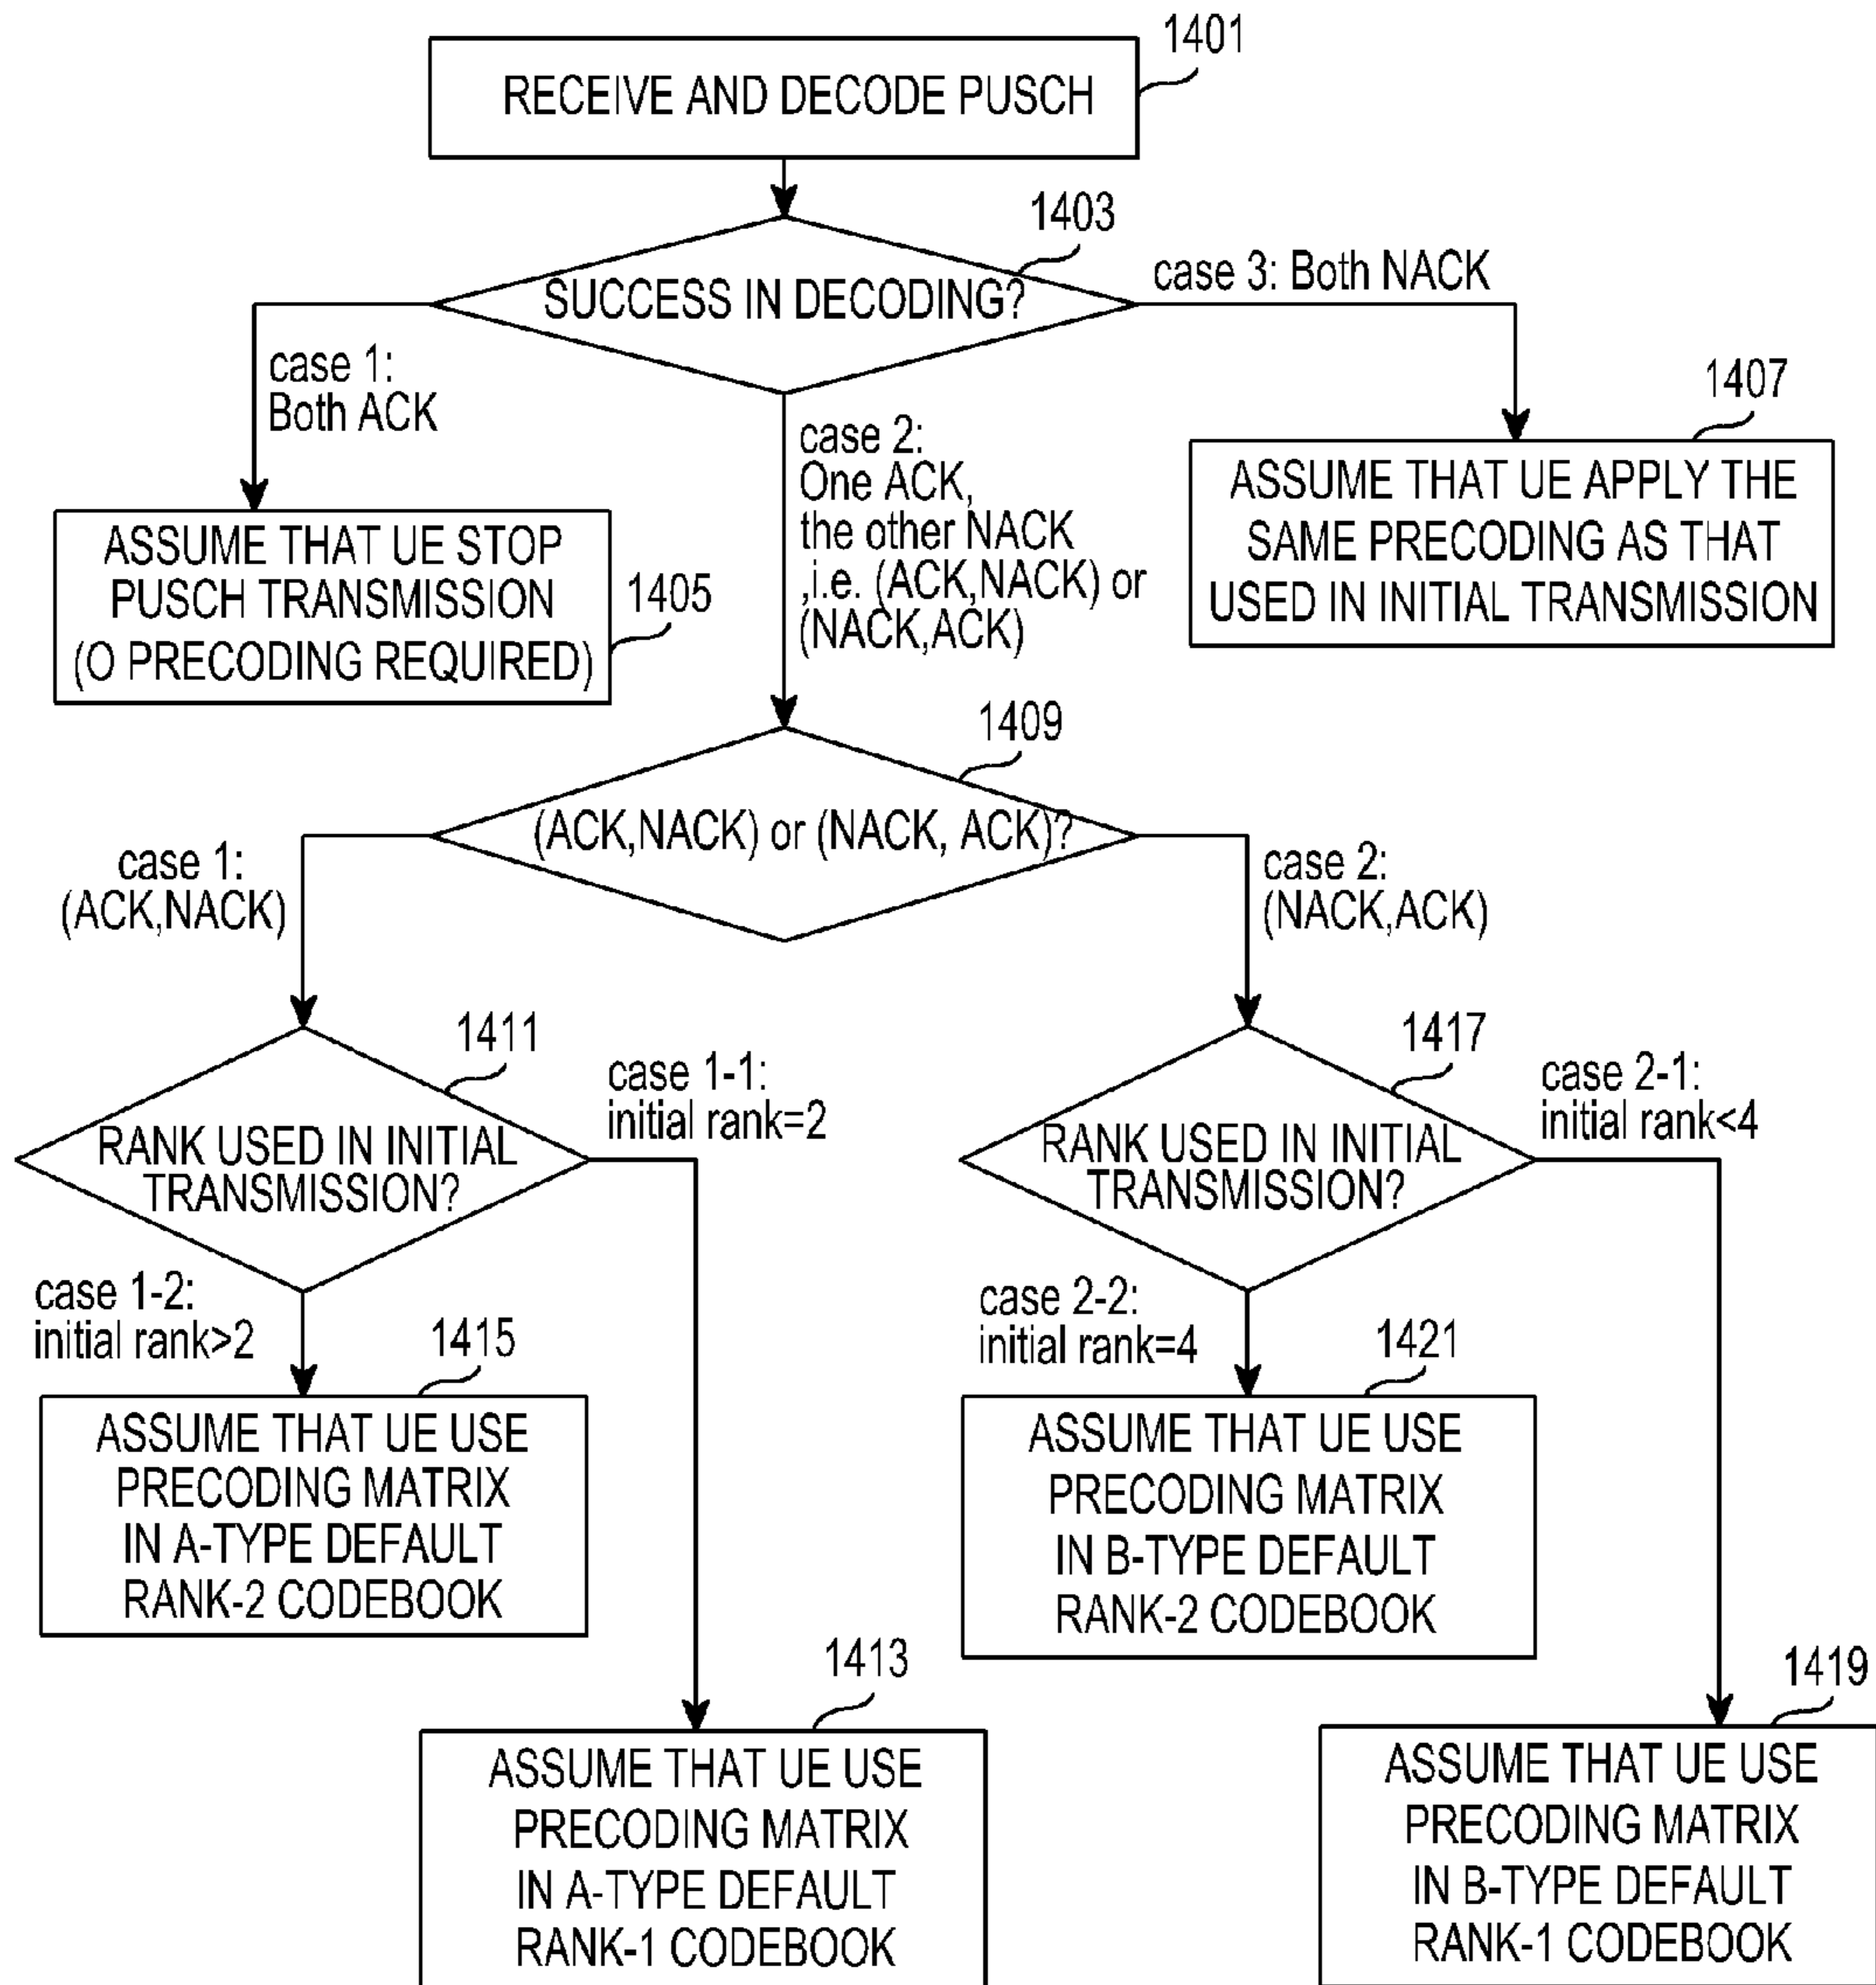 1401
RECEIVE AND DECODE PUSCH
1403
SUCCESS IN DECODING?
case 3: Both NACK
case 1:
Both ACK
case 2:
One ACK,
the other NACK
,i.e. (ACK,NACK) or
(NACK,ACK)
1407
ASSUME THAT UE APPLY THE
SAME PRECODING AS THAT
USED IN INITIAL TRANSMISSION
ASSUME THAT UE STOP
PUSCH TRANSMISSION
(O PRECODING REQUIRED)
1405
1409
(ACK,NACK) or (NACK, ACK)?
case 1:
(ACK,NACK)
case 2:
(NACK,ACK)
1411
RANK USED IN INITIAL
TRANSMISSION?
case 1-1:
initial rank=2
1417
RANK USED IN INITIAL
TRANSMISSION?
case 2-1:
initial rank<4
case 1-2:
initial rank>2
1415
ASSUME THAT UE USE
PRECODING MATRIX
IN A-TYPE DEFAULT
RANK-2 CODEBOOK
case 2-2:
initial rank=4
1421
ASSUME THAT UE USE
PRECODING MATRIX
IN B-TYPE DEFAULT
RANK-2 CODEBOOK
1413
ASSUME THAT UE USE
PRECODING MATRIX
IN A-TYPE DEFAULT
RANK-1 CODEBOOK
1419
ASSUME THAT UE USE
PRECODING MATRIX
IN B-TYPE DEFAULT
RANK-1 CODEBOOK